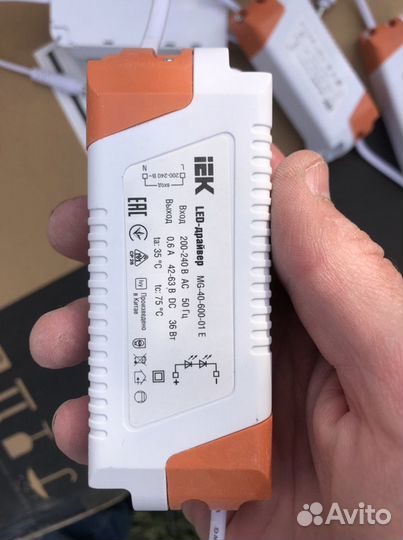 IEK
LED-драйвер MG-40-600-01 E
Вход 200-240 В AC 50 Гц
Выход 0,6 А 42-63 В DC 36 Вт
ta: 35 °C tc: 75 °C
N L
200-240 В~
ВХОД
EAC
Произведено
в Китае
+ −
Avito